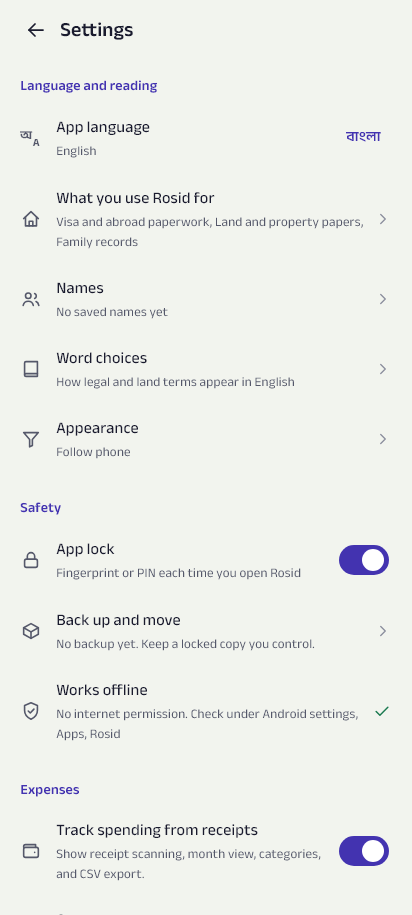 Settings
Language and reading
App language
English
বাংলা
What you use Rosid for
Visa and abroad paperwork, Land and property papers,
Family records
Names
No saved names yet
Word choices
How legal and land terms appear in English
Appearance
Follow phone
Safety
App lock
Fingerprint or PIN each time you open Rosid
Back up and move
No backup yet. Keep a locked copy you control.
Works offline
No internet permission. Check under Android settings,
Apps, Rosid
Expenses
Track spending from receipts
Show receipt scanning, month view, categories,
and CSV export.